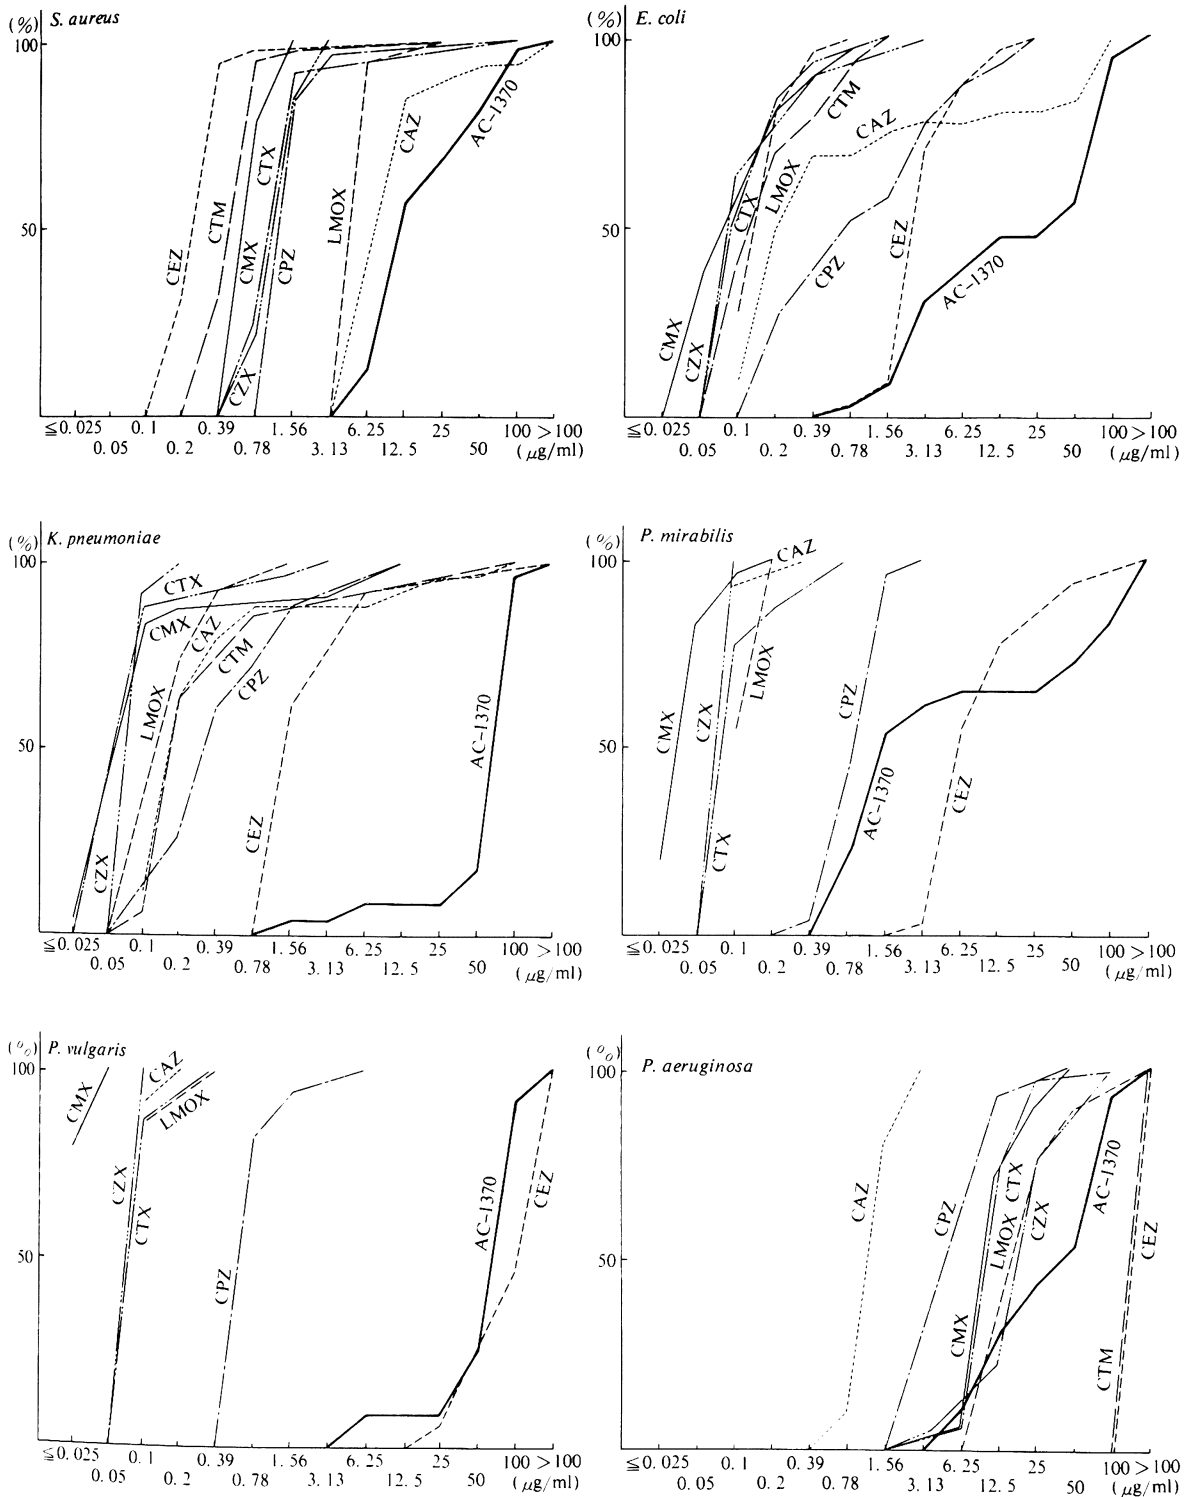 (%) S. aureus
100
50
CEZ
CTM
CMX
CTX
CZX
CPZ
LMOX
CAZ
AC-1370
≦0.025 0.1 0.39 1.56 6.25 25 100 >100
0.05 0.2 0.78 3.13 12.5 50 (μg/ml)
(%) E. coli
100
50
CMX
CZX
CTX
LMOX
CTM
CAZ
CPZ
CEZ
AC-1370
≦0.025 0.1 0.39 1.56 6.25 25 100 >100
0.05 0.2 0.78 3.13 12.5 50 (μg/ml)
(%) K. pneumoniae
100
50
CTX
CMX
CAZ
CTM
CPZ
LMOX
CZX
CEZ
AC-1370
≦0.025 0.1 0.39 1.56 6.25 25 100 >100
0.05 0.2 0.78 3.13 12.5 50 (μg/ml)
(%) P. mirabilis
100
50
CAZ
CMX
CZX
LMOX
CTX
CPZ
AC-1370
CEZ
≦0.025 0.1 0.39 1.56 6.25 25 100 >100
0.05 0.2 0.78 3.13 12.5 50 (μg/ml)
(%) P. vulgaris
100
50
CMX
CAZ
LMOX
CZX
CTX
CPZ
AC-1370
CEZ
≦0.025 0.1 0.39 1.56 6.25 25 100 >100
0.05 0.2 0.78 3.13 12.5 50 (μg/ml)
(%) P. aeruginosa
100
50
CAZ
CPZ
CMX
LMOX
CTX
CZX
AC-1370
CTM
CEZ
≦0.025 0.1 0.39 1.56 6.25 25 100 >100
0.05 0.2 0.78 3.13 12.5 50 (μg/ml)